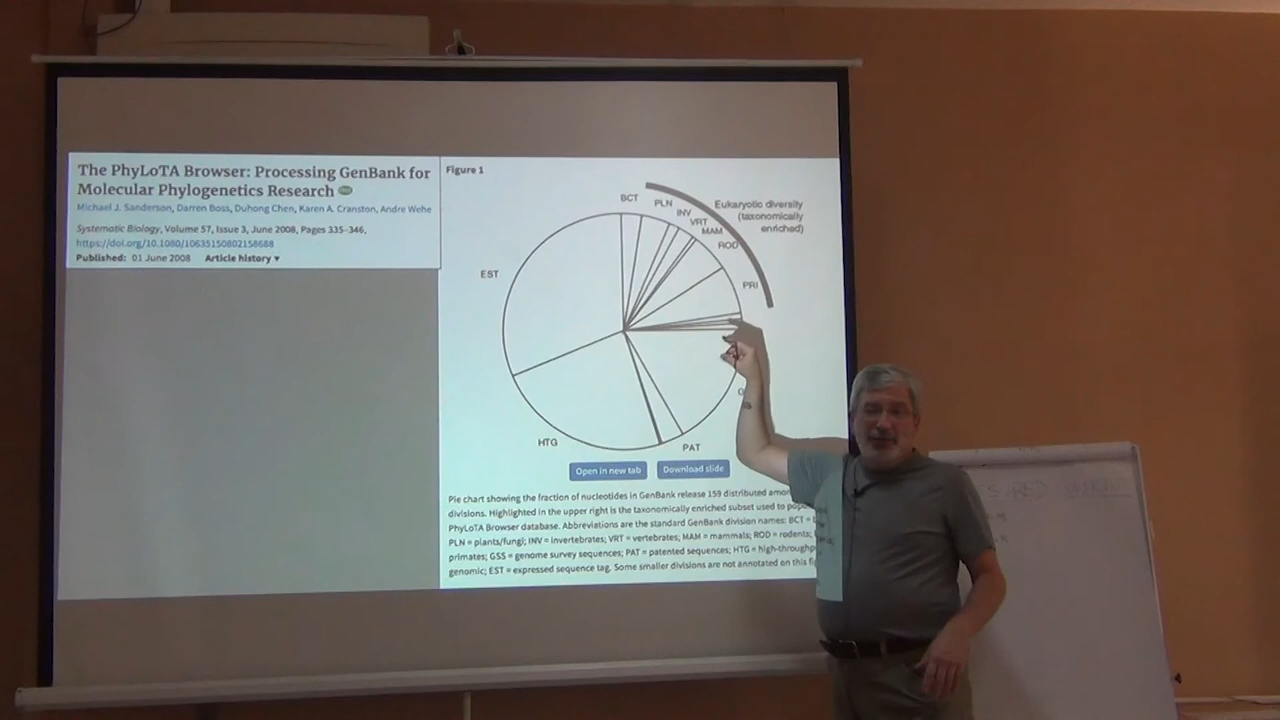 The PhyLoTA Browser: Processing GenBank for
Molecular Phylogenetics Research
Michael J. Sanderson, Darren Boss, Duhong Chen, Karen A. Cranston, Andre Wehe
Systematic Biology, Volume 57, Issue 3, June 2008, Pages 335–346,
https://doi.org/10.1080/10635150802158688
Published: 01 June 2008 Article history ▾
Figure 1
BCT
PLN
INV
VRT
MAM
ROD
PRI
Eukaryotic diversity
(taxonomically
enriched)
EST
HTG
PAT
Open in new tab
Download slide
Pie chart showing the fraction of nucleotides in GenBank release 159 distributed
divisions. Highlighted in the upper right is the taxonomically enriched subset used to
PhyLoTA Browser database. Abbreviations are the standard GenBank division names: BCT =
PLN = plants/fungi; INV = invertebrates; VRT = vertebrates; MAM = mammals; ROD = rodents;
primates; GSS = genome survey sequences; PAT = patented sequences; HTG =
genomic; EST = expressed sequence tag. Some smaller divisions are not annotated on this